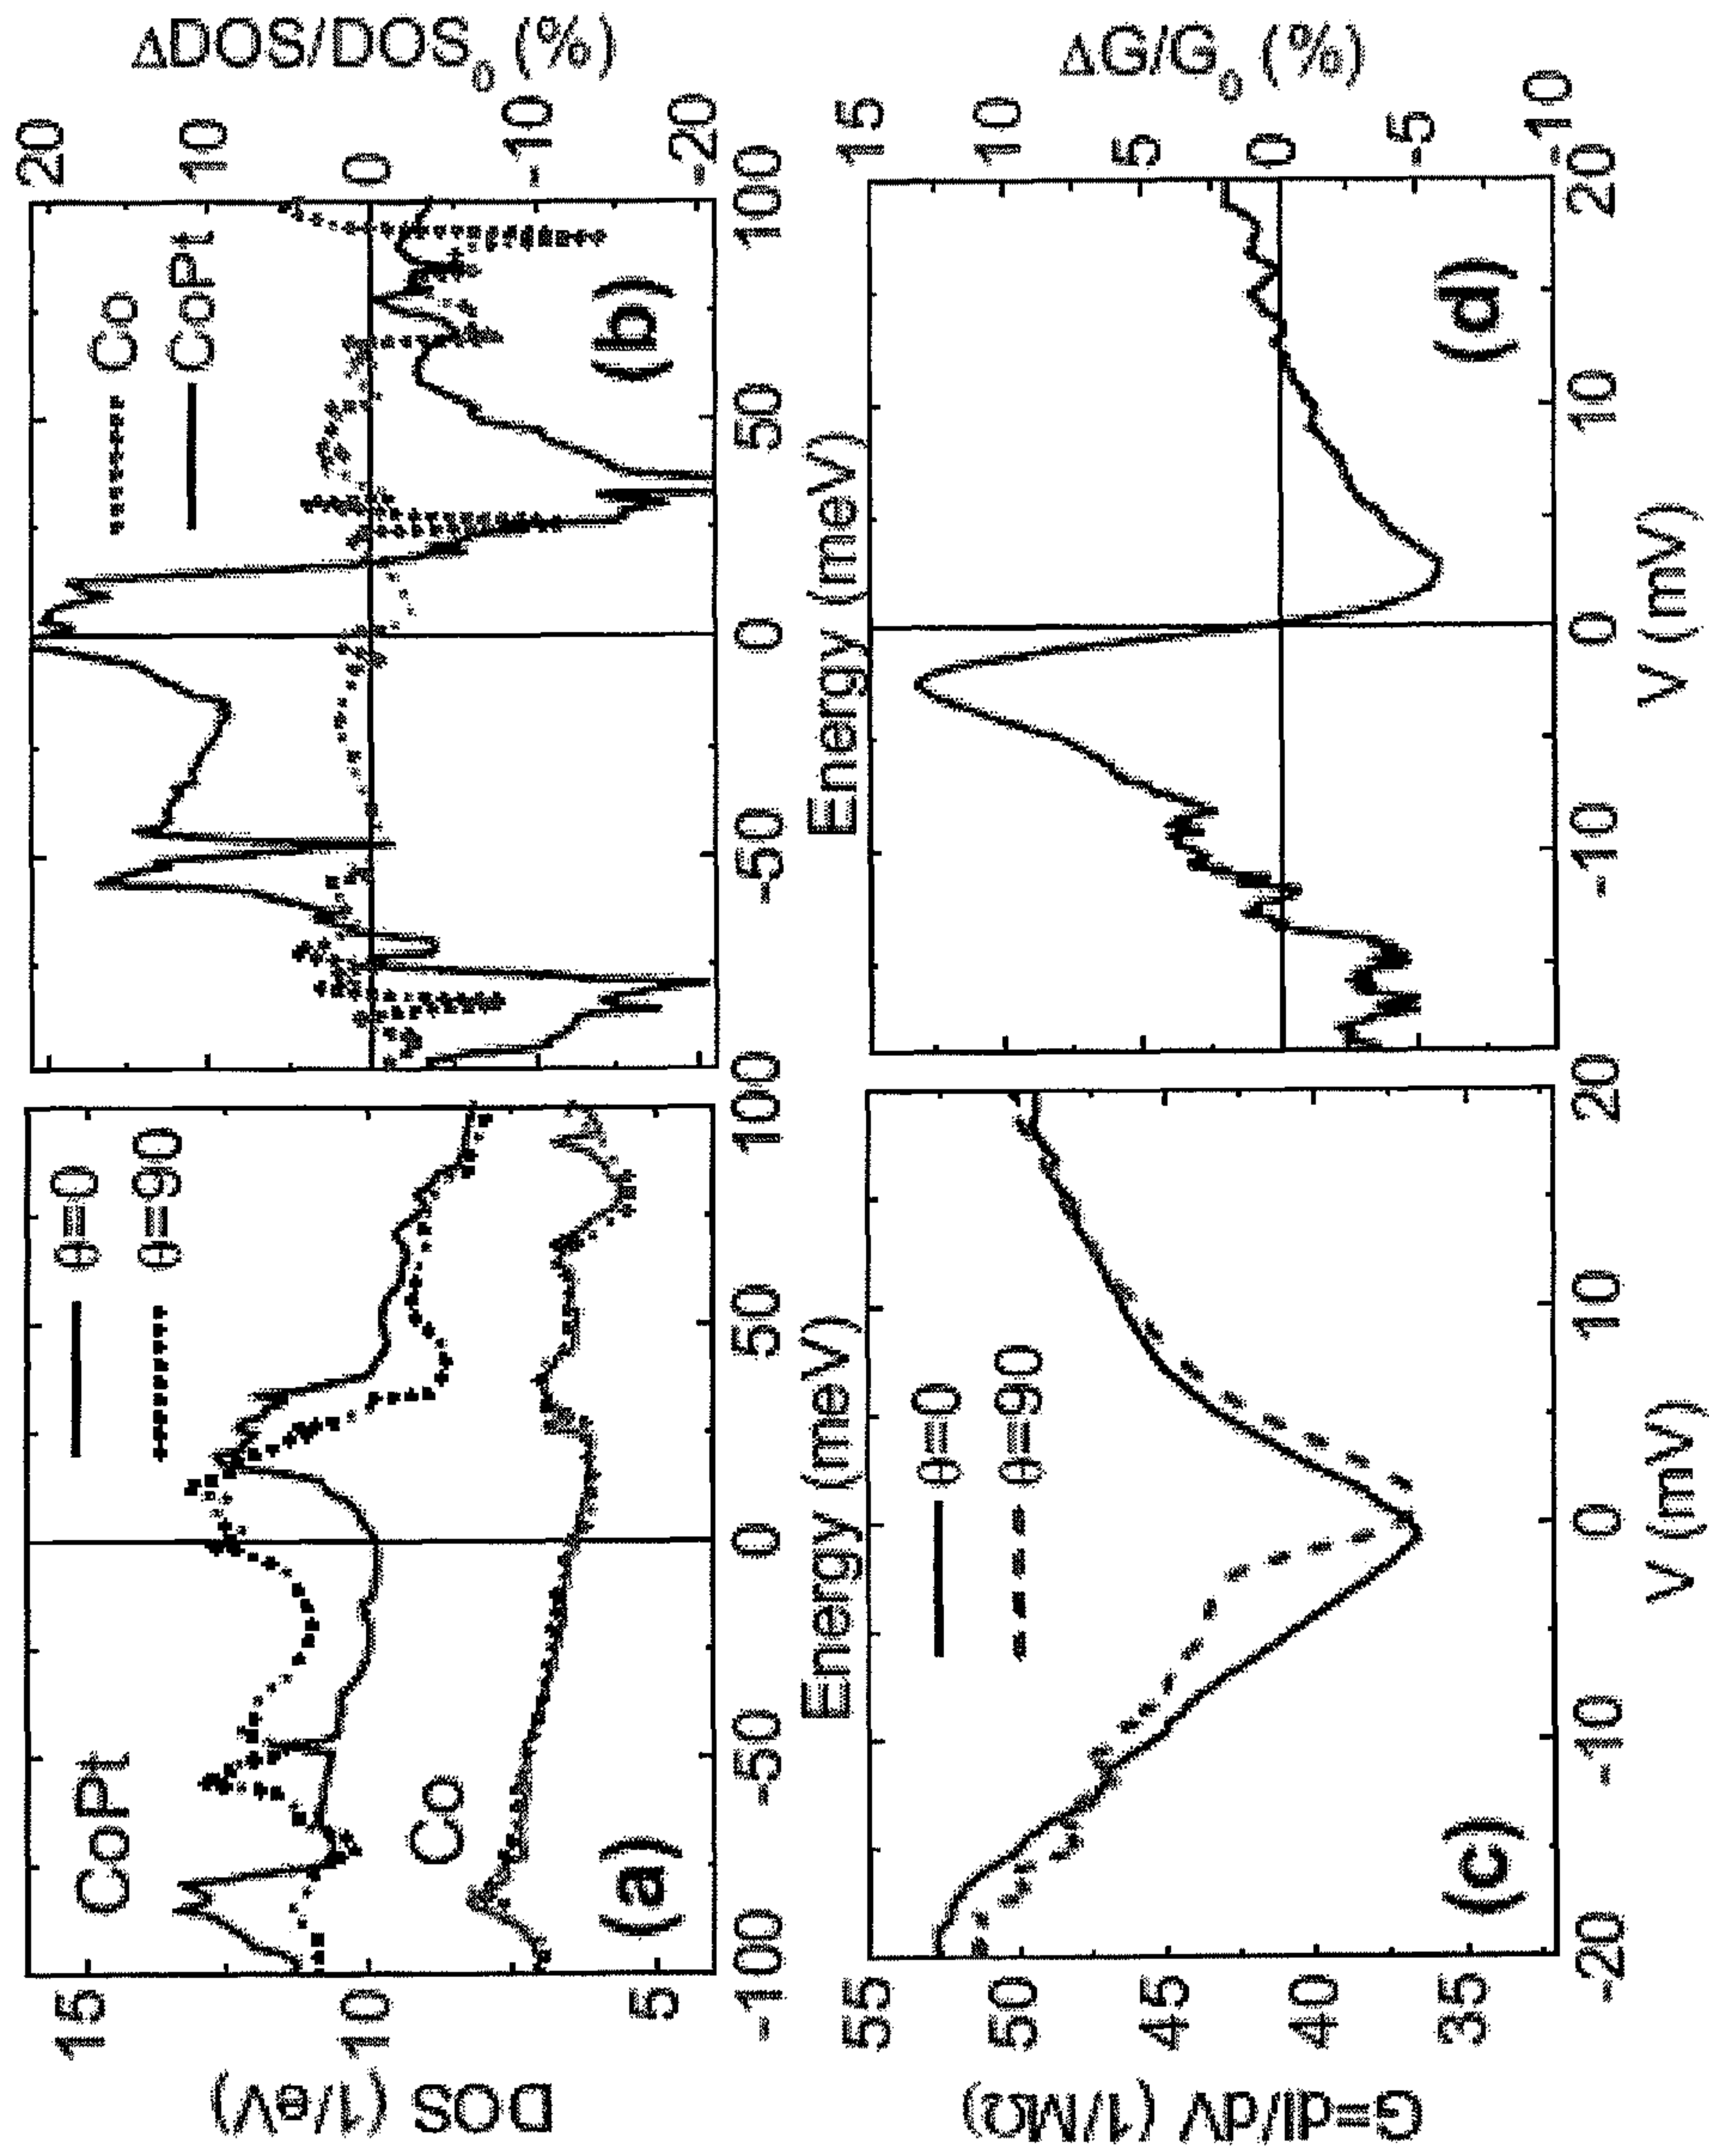 CoPt
θ=0
θ=90
Co
(a)
15
10
5
DOS (1/eV)
-100
-50
0
50
100
Energy (meV)
Co
CoPt
(b)
20
10
0
-10
-20
ΔDOS/DOS₀ (%)
-50
0
50
100
Energy (meV)
θ=0
θ=90
(c)
55
50
45
40
35
G=dI/dV (1/MΩ)
-20
-10
0
10
20
V (mV)
(d)
15
10
5
0
-5
-10
ΔG/G₀ (%)
-10
0
10
20
V (mV)